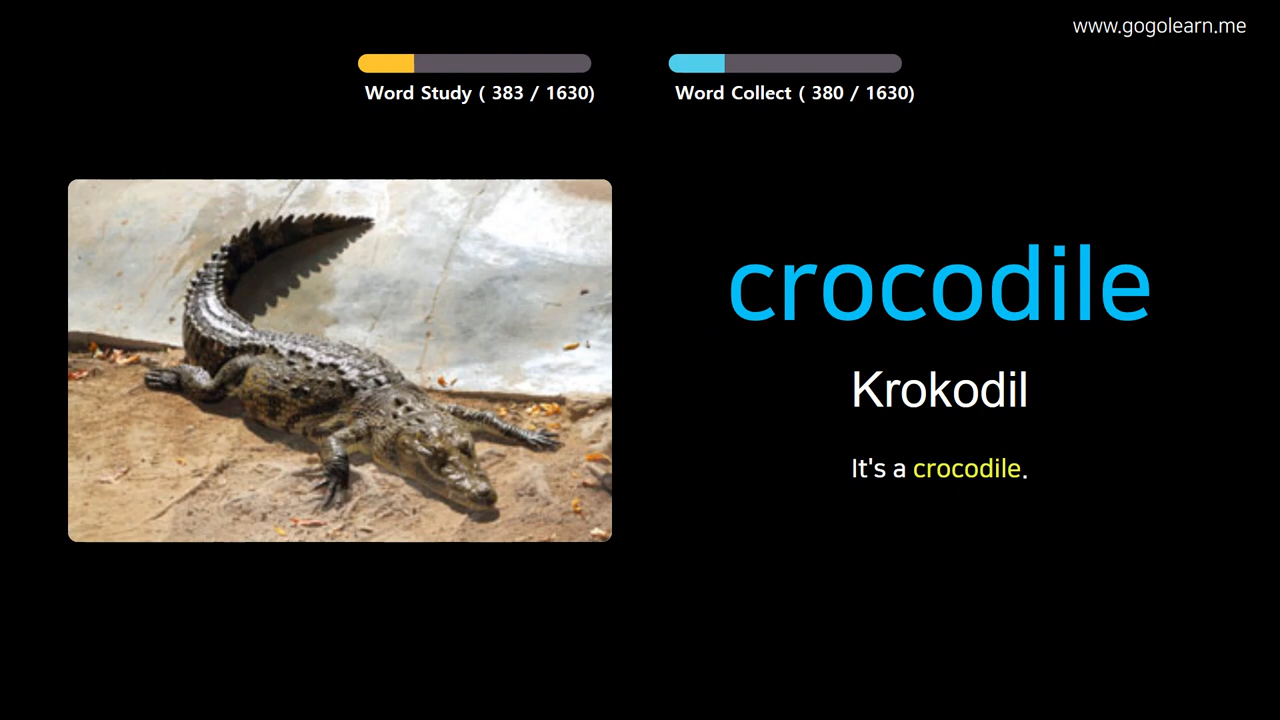 www.gogolearn.me
Word Study ( 383 / 1630)
Word Collect ( 380 / 1630)
crocodile
Krokodil
It's a crocodile.